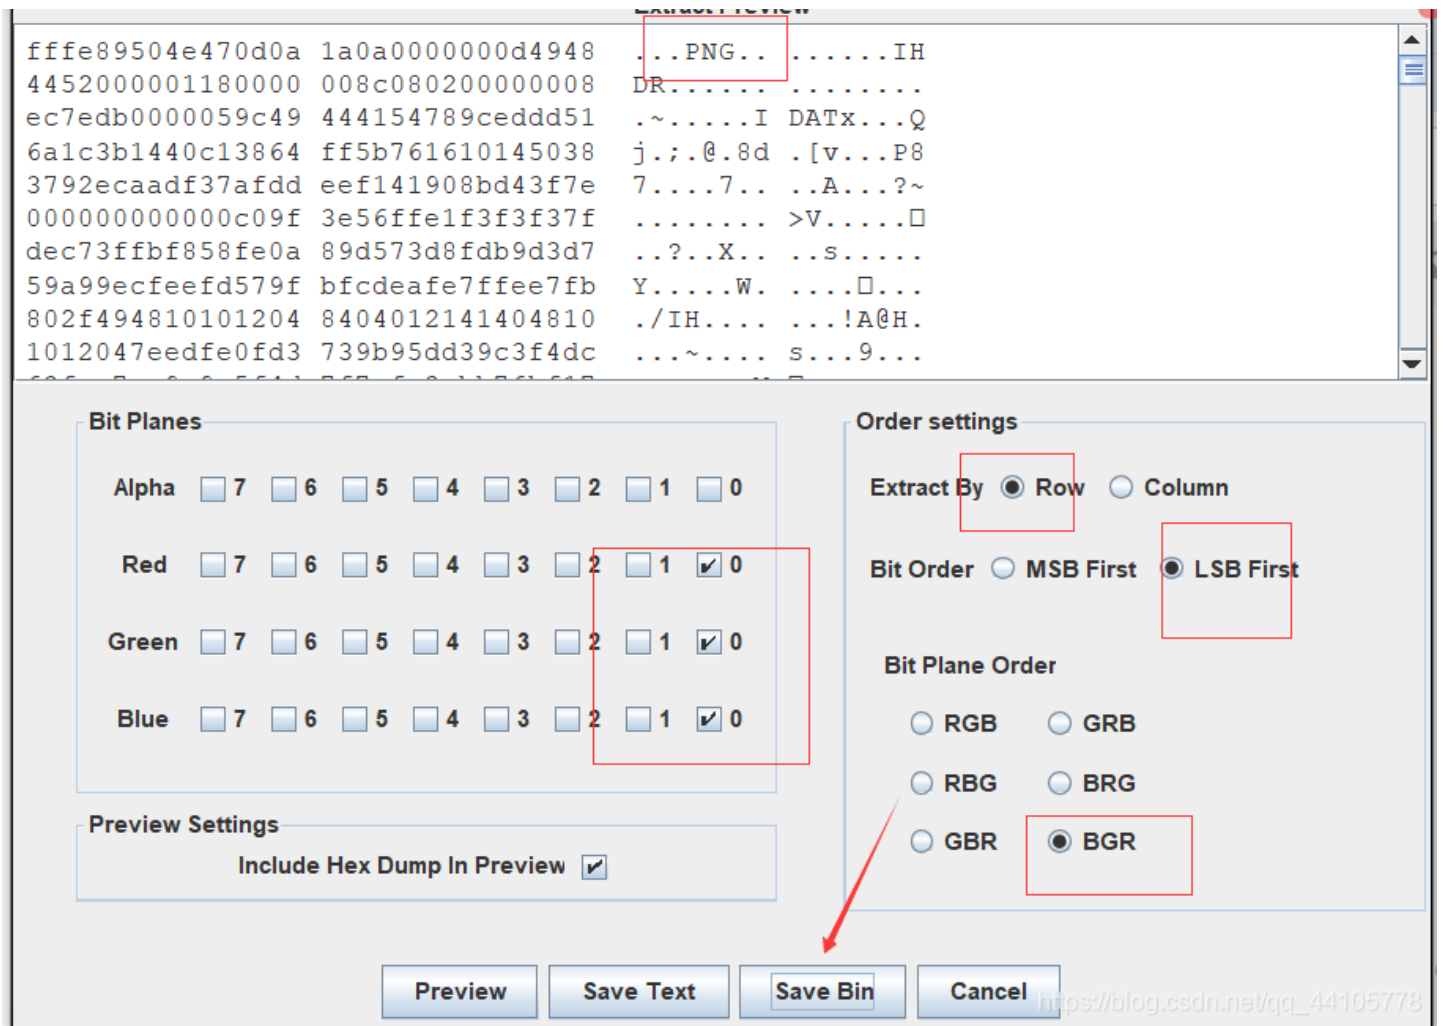 Extract Preview
fffe89504e470d0a 1a0a0000000d4948 ...PNG.. ......IH
4452000001180000 008c080200000008 DR...... ........
ec7edb0000059c49 444154789ceddd51 .~.....I DATx...Q
6a1c3b1440c13864 ff5b761610145038 j.;.@.8d .[v...P8
3792ecaadf37afdd eef141908bd43f7e 7....7.. ..A...?~
000000000000c09f 3e56ffe1f3f3f37f ........ >V.....□
dec73ffbf858fe0a 89d573d8fdb9d3d7 ..?..X.. ..s.....
59a99ecfeefd579f bfcdeafe7ffee7fb Y.....W. ....□...
802f494810101204 8404012141404810 ./IH.... ...!A@H.
1012047eedfe0fd3 739b95dd39c3f4dc ...~.... s...9...
Bit Planes
Alpha 7 6 5 4 3 2 1 0
Red 7 6 5 4 3 2 1 0
Green 7 6 5 4 3 2 1 0
Blue 7 6 5 4 3 2 1 0
Preview Settings
Include Hex Dump In Preview
Order settings
Extract By Row Column
Bit Order MSB First LSB First
Bit Plane Order
RGB GRB
RBG BRG
GBR BGR
Preview Save Text Save Bin Cancel
https://blog.csdn.net/qq_44105778